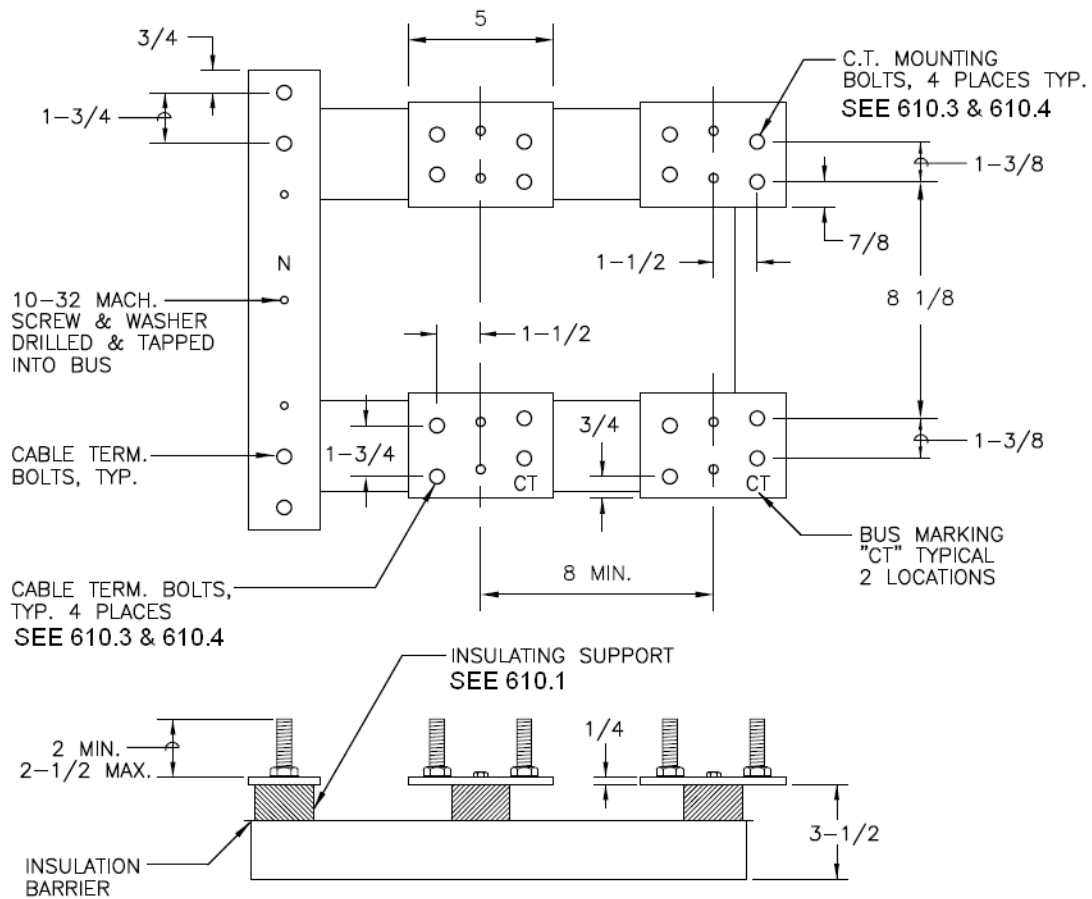 5
3/4
C.T. MOUNTING
BOLTS, 4 PLACES TYP.
SEE 610.3 & 610.4
1-3/4
1-3/8
7/8
N
1-1/2
8 1/8
10-32 MACH.
SCREW & WASHER
DRILLED & TAPPED
INTO BUS
1-1/2
3/4
CABLE TERM.
BOLTS, TYP.
1-3/4
1-3/8
CT
CT
BUS MARKING
"CT" TYPICAL
2 LOCATIONS
8 MIN.
CABLE TERM. BOLTS,
TYP. 4 PLACES
SEE 610.3 & 610.4
INSULATING SUPPORT
SEE 610.1
1/4
2 MIN.
2-1/2 MAX.
3-1/2
INSULATION
BARRIER